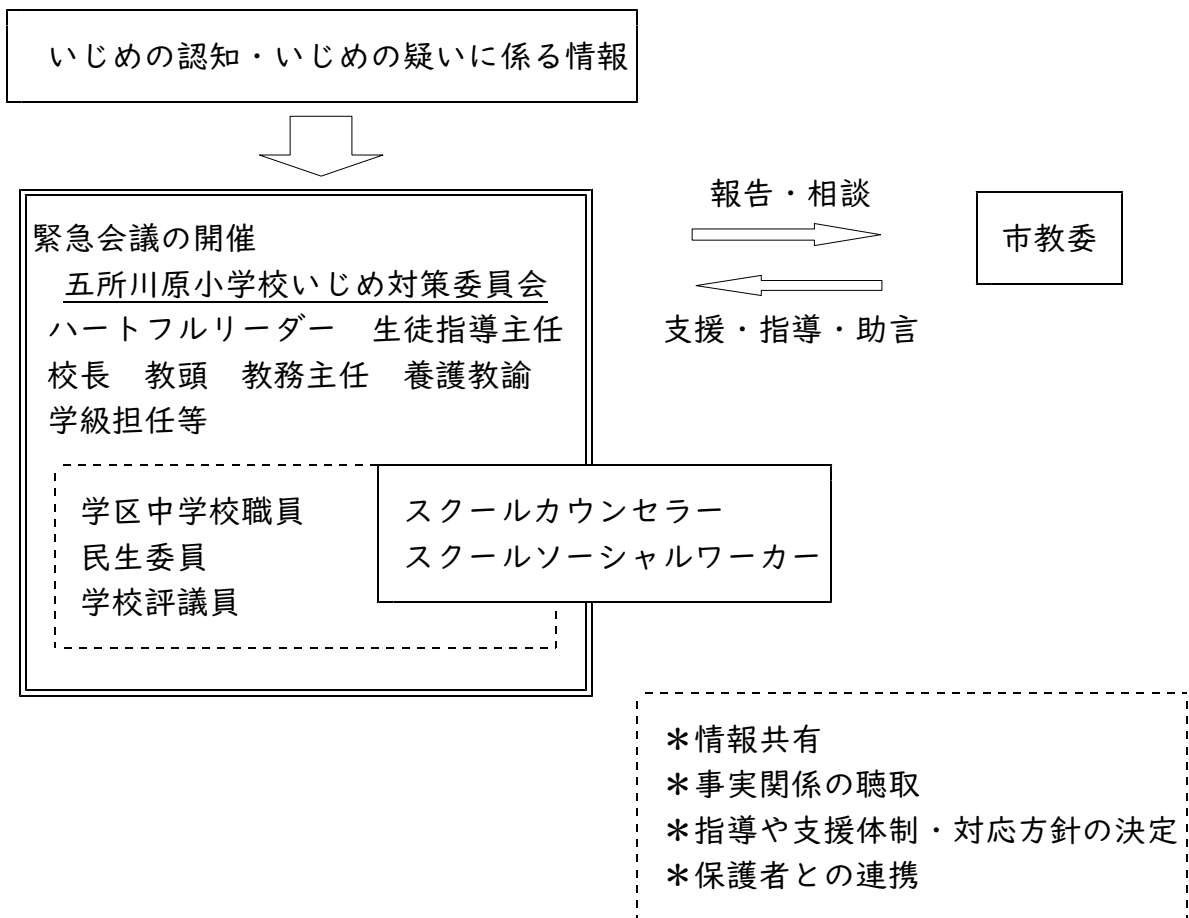 いじめの認知・いじめの疑いに係る情報
緊急会議の開催
五所川原小学校いじめ対策委員会
ハートフルリーダー　生徒指導主任
校長　教頭　教務主任　養護教諭
学級担任等
学区中学校職員
民生委員
学校評議員
スクールカウンセラー
スクールソーシャルワーカー
報告・相談
支援・指導・助言
市教委
＊情報共有
＊事実関係の聴取
＊指導や支援体制・対応方針の決定
＊保護者との連携